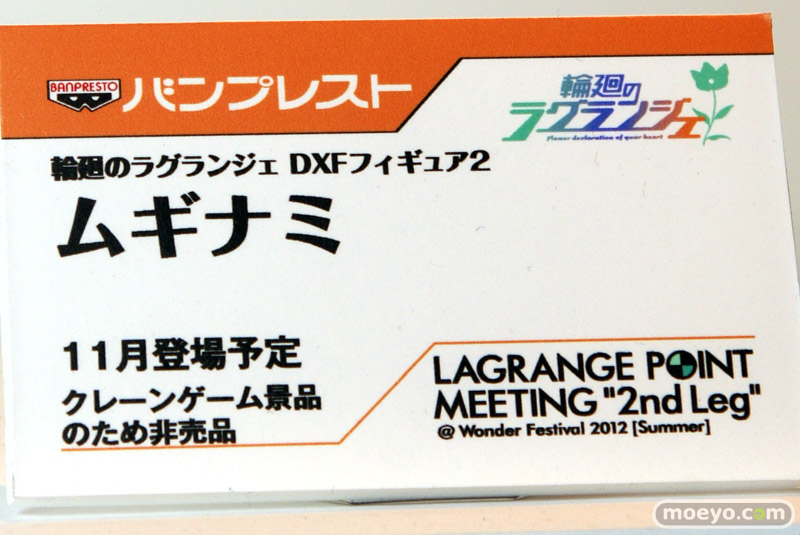 BANPRESTO バンプレスト
輪廻の
ラグランジェ
Flower declaration of your heart
輪廻のラグランジェ DXFフィギュア2
ムギナミ
11月登場予定
クレーンゲーム景品
のため非売品
LAGRANGE POINT
MEETING "2nd Leg"
@ Wonder Festival 2012 [Summer]
moeyo.com